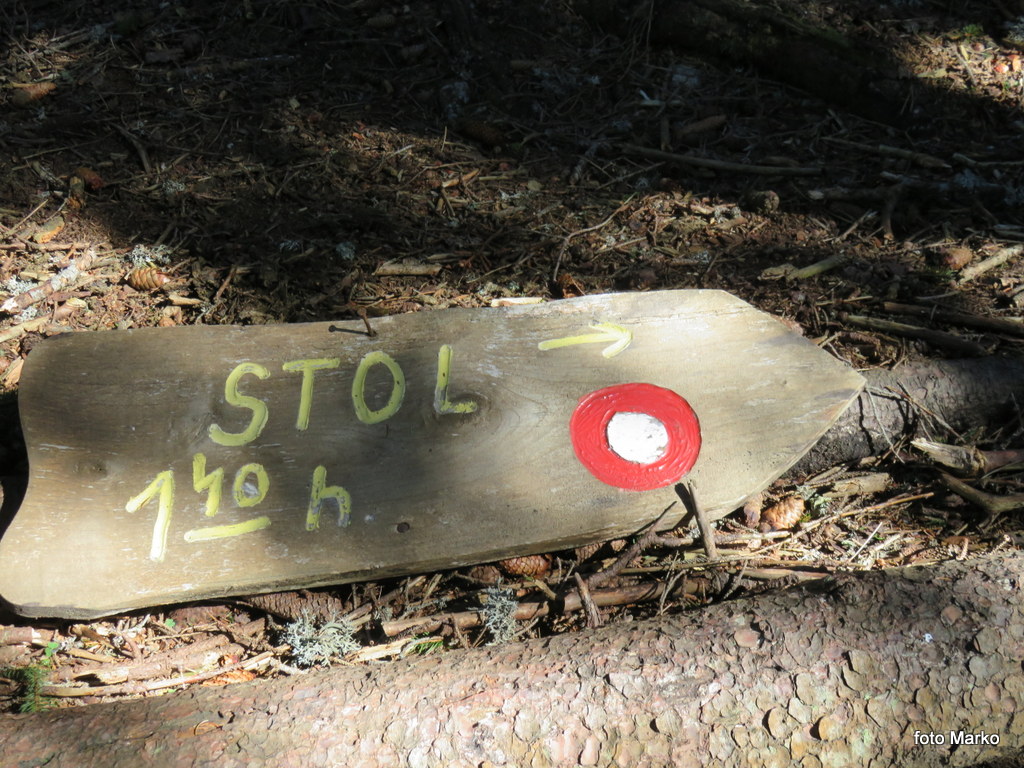 STOL →
1 40 h
foto Marko